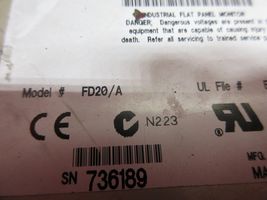 INDUSTRIAL FLAT PANEL MONITOR
DANGER: Dangerous voltages are present
equipment that are capable of causing injury
death. Refer all servicing to trained service
Model # FD20/A
UL File #
CE
N223
MFG.
MA
SN 736189